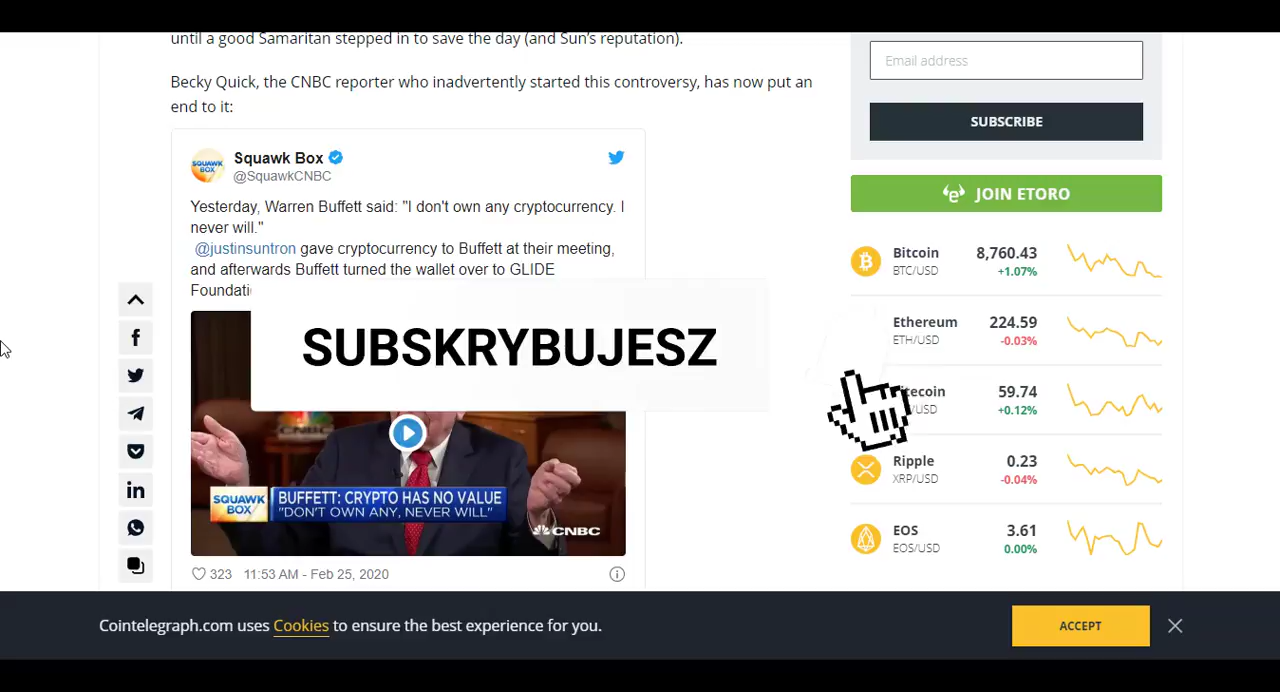 until a good Samaritan stepped in to save the day (and Sun's reputation).
Becky Quick, the CNBC reporter who inadvertently started this controversy, has now put an
end to it:
Squawk Box
@SquawkCNBC
Yesterday, Warren Buffett said: "I don't own any cryptocurrency. I
never will."
@justinsuntron gave cryptocurrency to Buffett at their meeting,
and afterwards Buffett turned the wallet over to GLIDE
SUBSKRYBUJESZ
CNBC
SQUAWK
BOX
BUFFETT: CRYPTO HAS NO VALUE
"DON'T OWN ANY, NEVER WILL"
CNBC
323 11:53 AM - Feb 25, 2020
Email address
SUBSCRIBE
JOIN ETORO
Bitcoin 8,760.43
BTC/USD +1.07%
Ethereum 224.59
ETH/USD -0.03%
59.74
/USD +0.12%
Ripple 0.23
XRP/USD -0.04%
EOS 3.61
EOS/USD 0.00%
Cointelegraph.com uses Cookies to ensure the best experience for you.
ACCEPT